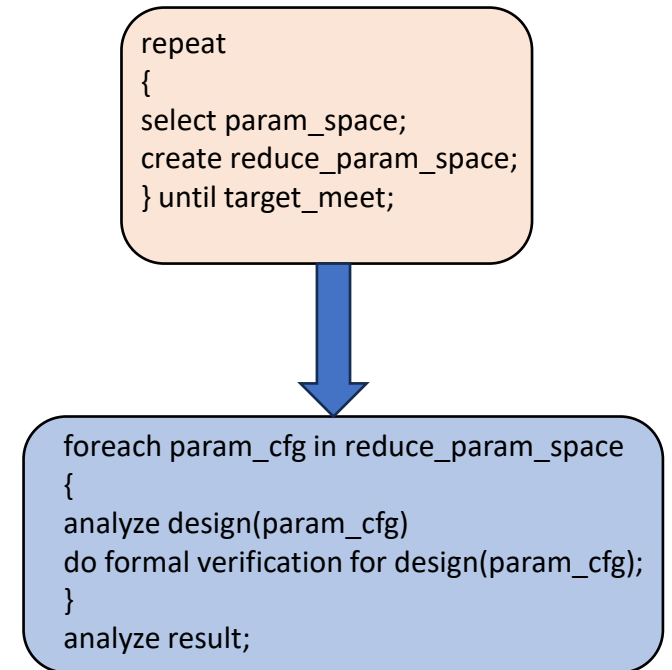 repeat
{
select param_space;
create reduce_param_space;
} until target_meet;
foreach param_cfg in reduce_param_space
{
analyze design(param_cfg)
do formal verification for design(param_cfg);
}
analyze result;